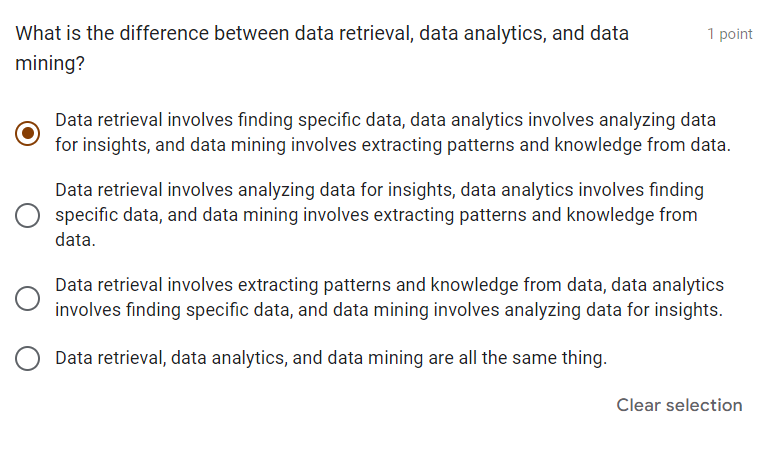 What is the difference between data retrieval, data analytics, and data
1 point
mining?
Data retrieval involves finding specific data, data analytics involves analyzing data
for insights, and data mining involves extracting patterns and knowledge from data.
Data retrieval involves analyzing data for insights, data analytics involves finding
specific data, and data mining involves extracting patterns and knowledge from
data.
Data retrieval involves extracting patterns and knowledge from data, data analytics
involves finding specific data, and data mining involves analyzing data for insights.
Data retrieval, data analytics, and data mining are all the same thing.
Clear selection